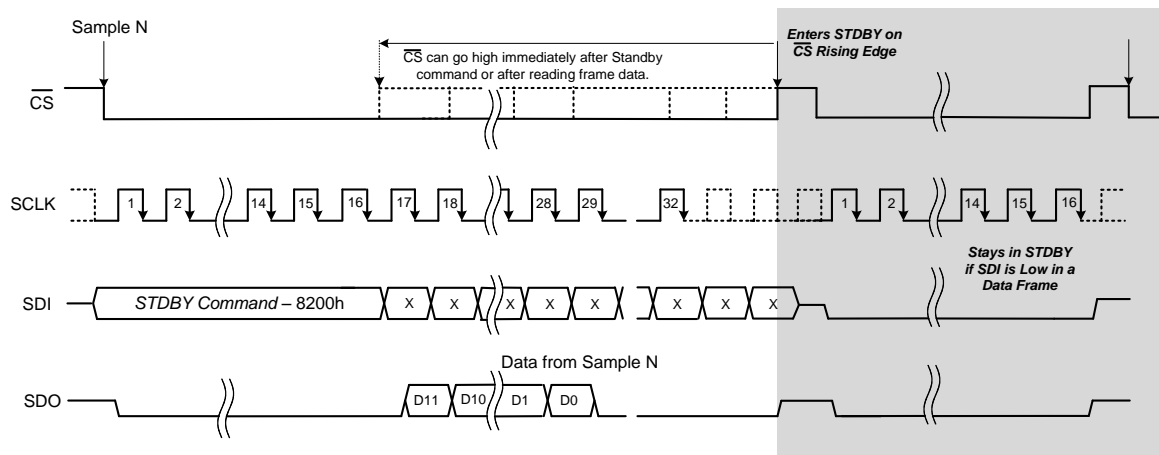 Sample N
Enters STDBY on
CS Rising Edge
CS can go high immediately after Standby
command or after reading frame data.
CS
SCLK
1 2 14 15 16 17 18 28 29 32 1 2 14 15 16
Stays in STDBY
if SDI is Low in a
Data Frame
SDI
STDBY Command – 8200h
X X X X X X X X
Data from Sample N
SDO
D11 D10 D1 D0